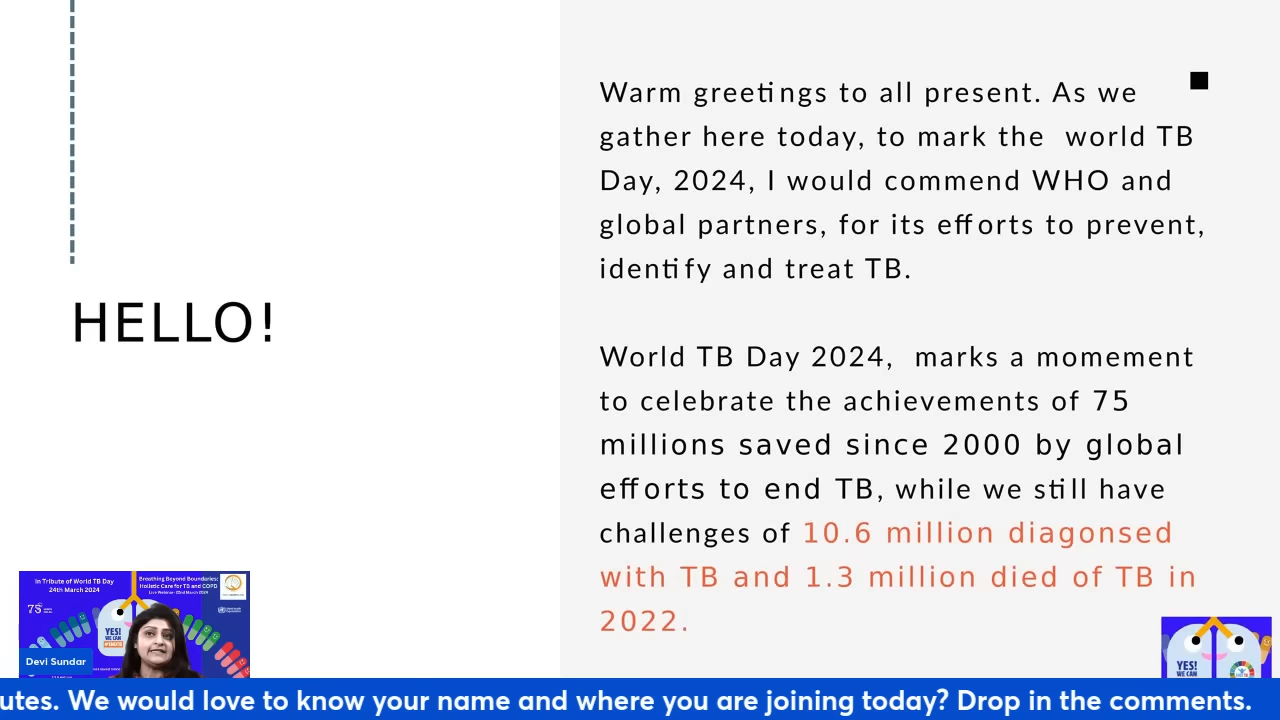 HELLO!
Warm greetings to all present. As we
gather here today, to mark the world TB
Day, 2024, I would commend WHO and
global partners, for its efforts to prevent,
identify and treat TB.
World TB Day 2024, marks a momement
to celebrate the achievements of 75
millions saved since 2000 by global
efforts to end TB, while we still have
challenges of 10.6 million diagonsed
with TB and 1.3 million died of TB in
2022.
In Tribute of World TB Day
24th March 2024
Breathing Beyond Boundaries:
Holistic Care for TB and COPD
Live Webinar- 22nd March 2024
75
YES!
WE CAN
Devi Sundar
YES!
WE CAN
utes. We would love to know your name and where you are joining today? Drop in the comments.